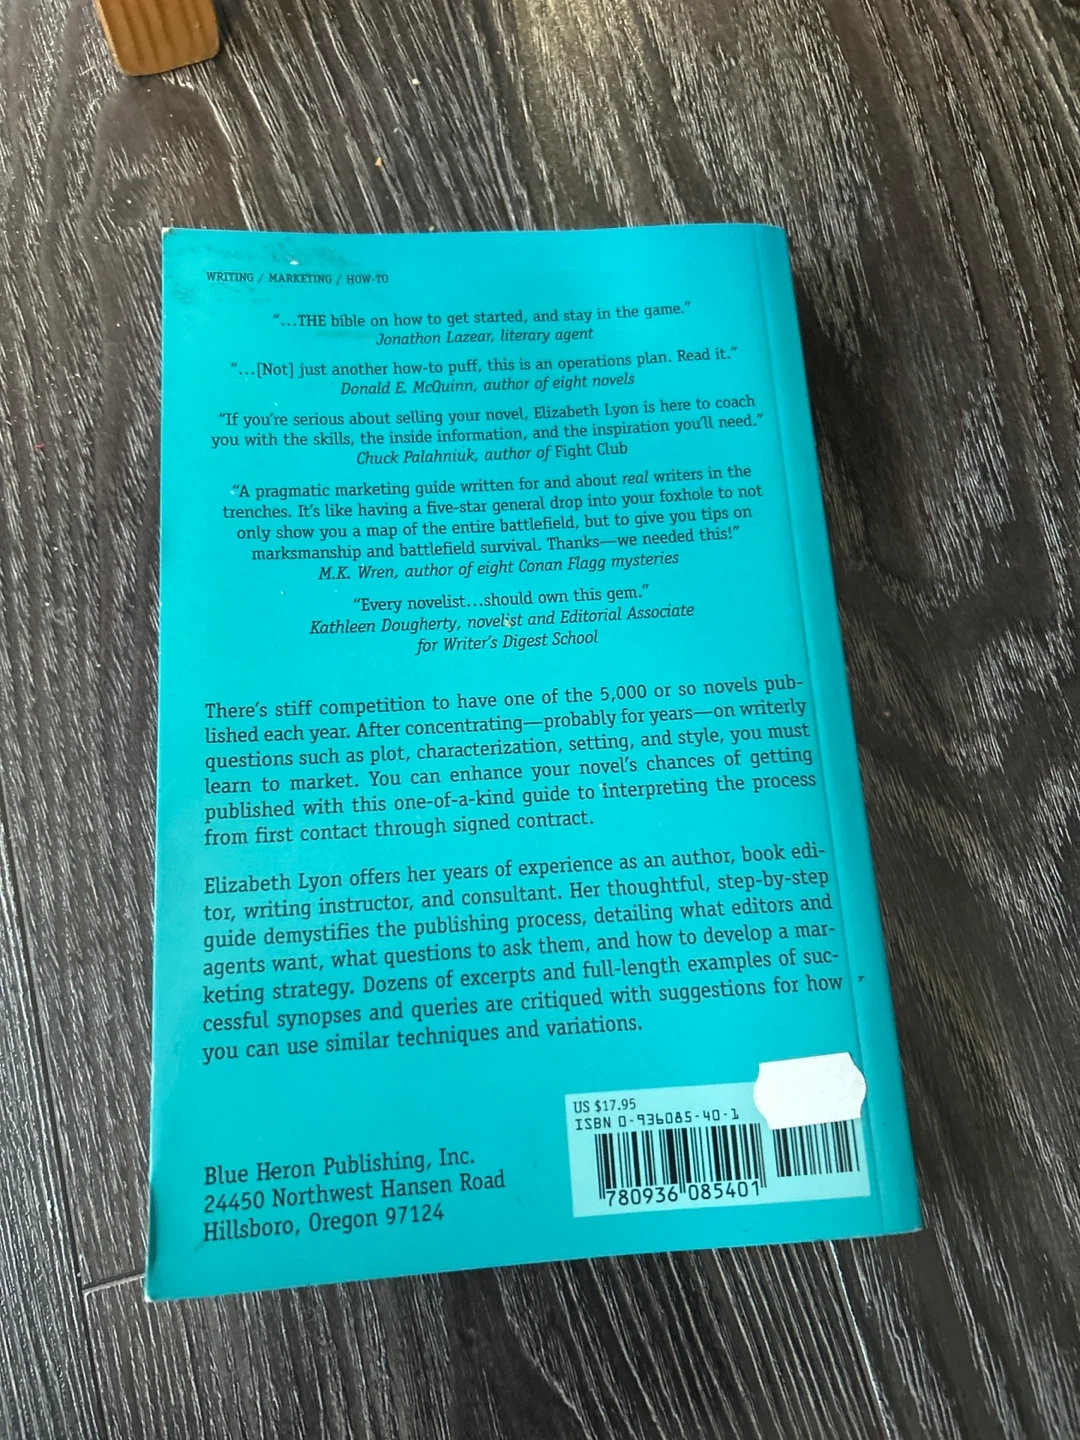 WRITING / MARKETING / HOW-TO
“...THE bible on how to get started, and stay in the game.”
Jonathon Lazear, literary agent
“...[Not] just another how-to puff, this is an operations plan. Read it.”
Donald E. McQuinn, author of eight novels
“If you’re serious about selling your novel, Elizabeth Lyon is here to coach
you with the skills, the inside information, and the inspiration you’ll need.”
Chuck Palahniuk, author of Fight Club
“A pragmatic marketing guide written for and about real writers in the
trenches. It’s like having a five-star general drop into your foxhole to not
only show you a map of the entire battlefield, but to give you tips on
marksmanship and battlefield survival. Thanks—we needed this!”
M.K. Wren, author of eight Conan Flagg mysteries
“Every novelist...should own this gem.”
Kathleen Dougherty, novelist and Editorial Associate
for Writer’s Digest School
There’s stiff competition to have one of the 5,000 or so novels pub-
lished each year. After concentrating—probably for years—on writerly
questions such as plot, characterization, setting, and style, you must
learn to market. You can enhance your novel’s chances of getting
published with this one-of-a-kind guide to interpreting the process
from first contact through signed contract.
Elizabeth Lyon offers her years of experience as an author, book edi-
tor, writing instructor, and consultant. Her thoughtful, step-by-step
guide demystifies the publishing process, detailing what editors and
agents want, what questions to ask them, and how to develop a mar-
keting strategy. Dozens of excerpts and full-length examples of suc-
cessful synopses and queries are critiqued with suggestions for how
you can use similar techniques and variations.
Blue Heron Publishing, Inc.
24450 Northwest Hansen Road
Hillsboro, Oregon 97124
US $17.95
ISBN 0-936085-40-1
780936 085401